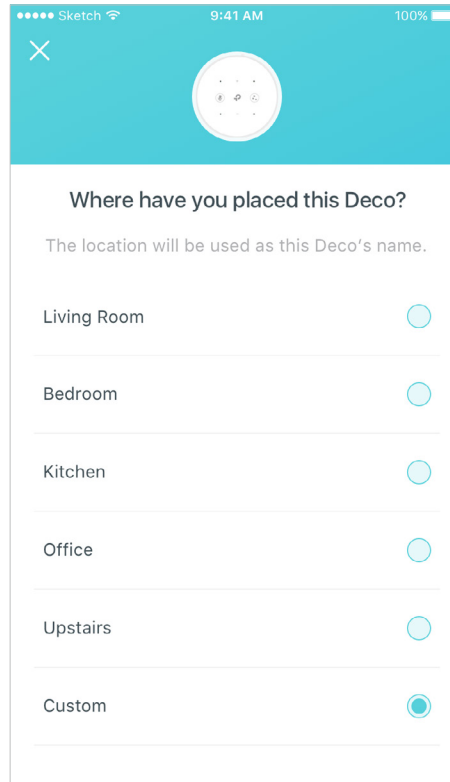 Sketch 9:41 AM 100%
Where have you placed this Deco?
The location will be used as this Deco's name.
Living Room
Bedroom
Kitchen
Office
Upstairs
Custom